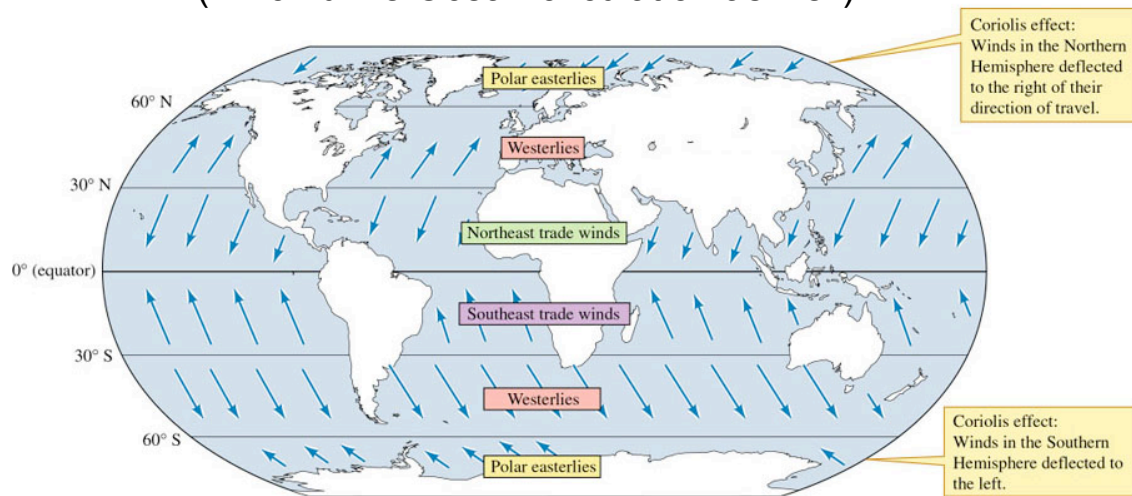 Coriolis effect:
Winds in the Northern
Hemisphere deflected
to the right of their
direction of travel.
Polar easterlies
60° N
Westerlies
30° N
Northeast trade winds
0° (equator)
Southeast trade winds
30° S
Westerlies
60° S
Polar easterlies
Coriolis effect:
Winds in the Southern
Hemisphere deflected to
the left.